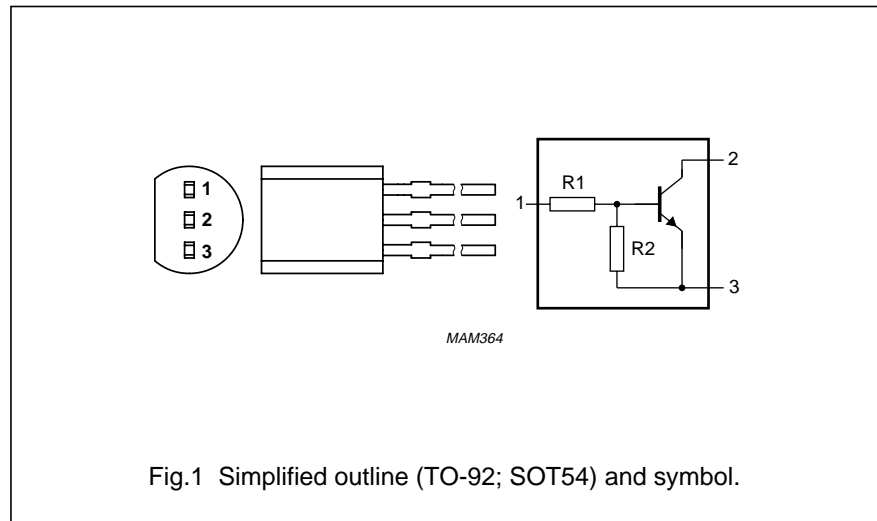 1
2
3
1
R1
R2
2
3
MAM364
Fig.1 Simplified outline (TO-92; SOT54) and symbol.